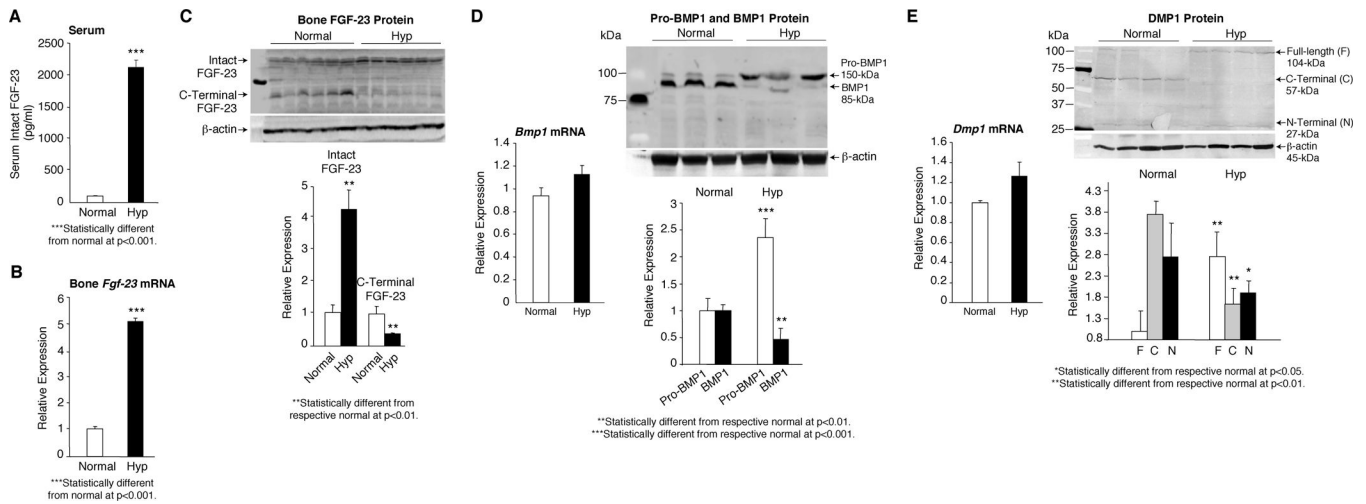 A
Serum
Serum Intact FGF-23
(pg/ml)
2500
2000
1500
1000
500
0
***
Normal Hyp
***Statistically different
from normal at p<0.001.
B
Bone Fgf-23 mRNA
Relative Expression
6
5
4
3
2
1
0
***
Normal Hyp
***Statistically different
from normal at p<0.001.
C
Bone FGF-23 Protein
Normal Hyp
Intact
FGF-23
C-Terminal
FGF-23
β-actin
Intact
FGF-23
Relative Expression
6
5
4
3
2
1
0
**
C-Terminal
FGF-23
**
Normal
Hyp
Normal
Hyp
**Statistically different from
respective normal at p<0.01.
D
Pro-BMP1 and BMP1 Protein
kDa
Normal Hyp
100
75
Pro-BMP1
150-kDa
BMP1
85-kDa
β-actin
Bmp1 mRNA
Relative Expression
1.4
1.2
1.0
0.8
0.6
0.4
0.2
0
Normal Hyp
Normal Hyp
Relative Expression
3
2.5
2
1.5
1
0.5
0
***
**
Pro-BMP1
BMP1
Pro-BMP1
BMP1
**Statistically different from respective normal at p<0.01.
***Statistically different from respective normal at p<0.001.
E
DMP1 Protein
kDa
Normal Hyp
100
75
50
37
25
Full-length (F)
104-kDa
C-Terminal (C)
57-kDa
N-Terminal (N)
27-kDa
β-actin
45-kDa
Dmp1 mRNA
Relative Expression
1.6
1.4
1.2
1.0
0.8
0.6
0.4
0.2
0
Normal Hyp
Normal Hyp
Relative Expression
4.3
3.8
3.3
2.8
2.3
1.8
1.3
0.8
**
**
*
F C N F C N
*Statistically different from respective normal at p<0.05.
**Statistically different from respective normal at p<0.01.